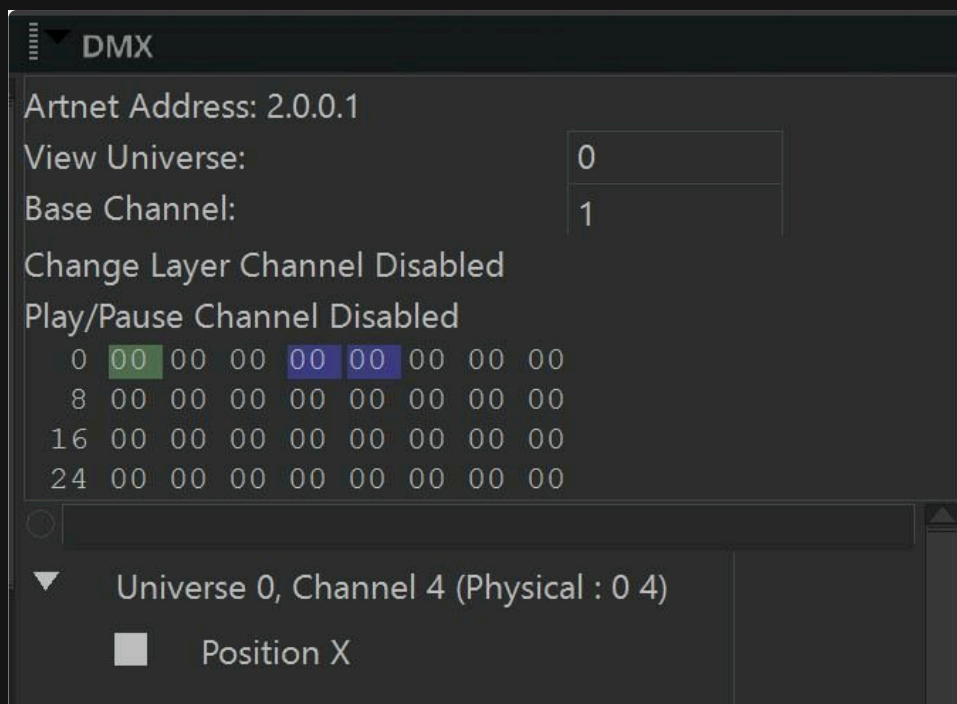 DMX
Artnet Address: 2.0.0.1
View Universe: 0
Base Channel: 1
Change Layer Channel Disabled
Play/Pause Channel Disabled
0 00 00 00 00 00 00 00 00
8 00 00 00 00 00 00 00 00
16 00 00 00 00 00 00 00 00
24 00 00 00 00 00 00 00 00
Universe 0, Channel 4 (Physical : 0 4)
Position X